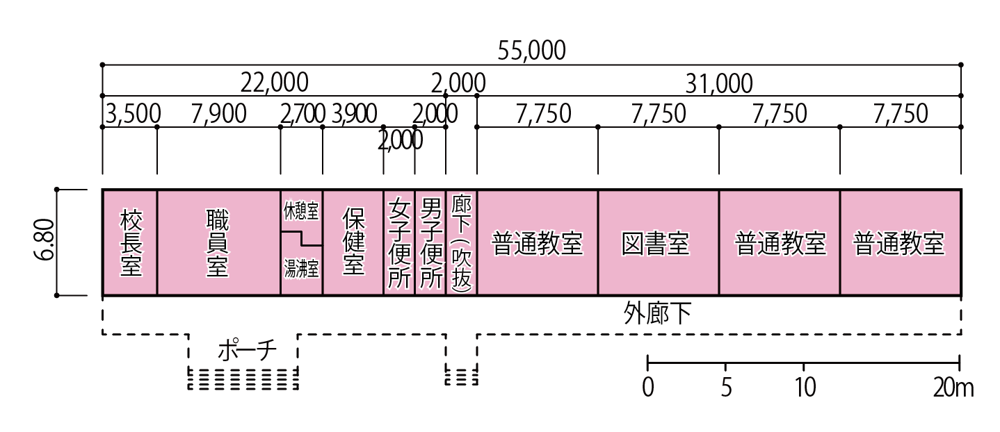 55,000
22,000 2,000 31,000
3,500 7,900 2,700 3,900 2,000 7,750 7,750 7,750 7,750
2,000
6.80
校長室
職員室
休憩室
湯沸室
保健室
女子便所
男子便所
廊下(吹抜)
普通教室
図書室
普通教室
普通教室
外廊下
ポーチ
0 5 10 20m